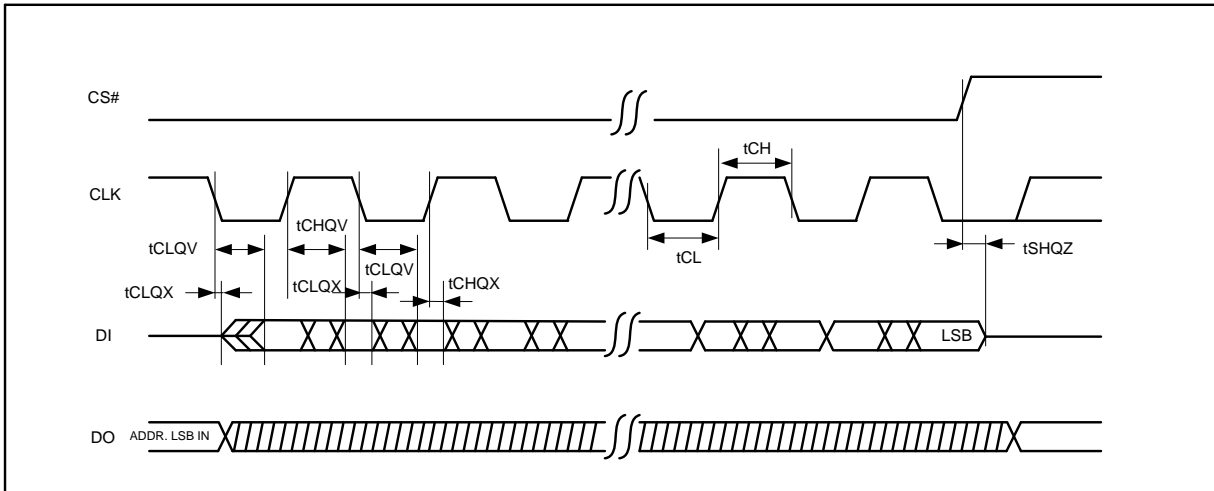 CS#
tCH
CLK
tCHQV
tCLQV
tCLQV
tCL
tSHQZ
tCLQX
tCHQX
tCLQX
DI
LSB
DO
ADDR. LSB IN